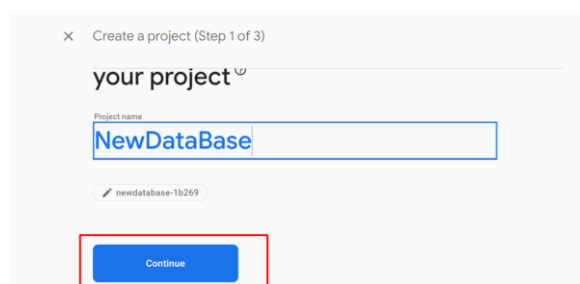 Create a project (Step 1 of 3)
your project
Project name
NewDataBase
newdatabase-1b269
Continue